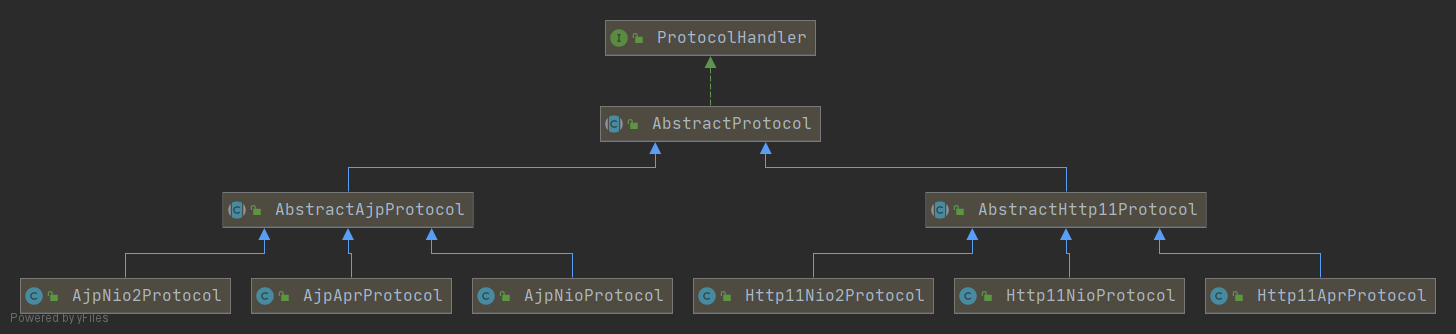 ProtocolHandler
AbstractProtocol
AbstractAjpProtocol
AbstractHttp11Protocol
AjpNio2Protocol
AjpAprProtocol
AjpNioProtocol
Http11Nio2Protocol
Http11NioProtocol
Http11AprProtocol
Powered by yFiles